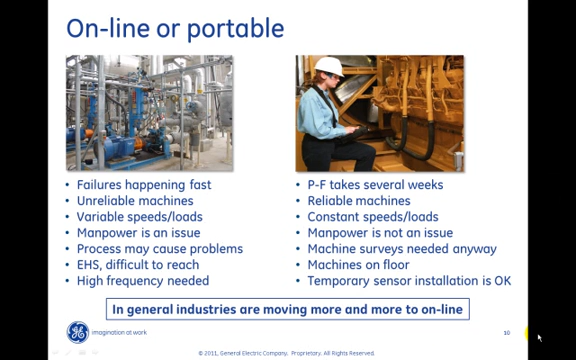 On-line or portable
• Failures happening fast
• Unreliable machines
• Variable speeds/loads
• Manpower is an issue
• Process may cause problems
• EHS, difficult to reach
• High frequency needed
• P-F takes several weeks
• Reliable machines
• Constant speeds/loads
• Manpower is not an issue
• Machine surveys needed anyway
• Machines on floor
• Temporary sensor installation is OK
In general industries are moving more and more to on-line
imagination at work
10
© 2011, General Electric Company. Proprietary. All Rights Reserved.